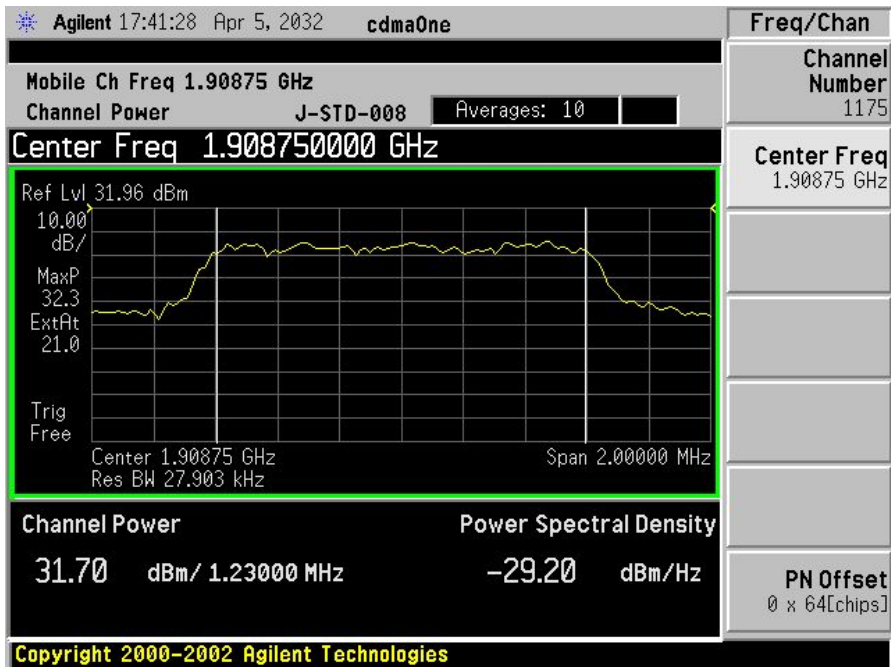 Agilent 17:41:28 Apr 5, 2032 cdmaOne
Freq/Chan
Mobile Ch Freq 1.90875 GHz
Channel Power J-STD-008 Averages: 10
Center Freq 1.908750000 GHz
Channel Number
1175
Center Freq
1.90875 GHz
Ref Lvl 31.96 dBm
10.00
dB/
MaxP
32.3
ExtAt
21.0
Trig
Free
Center 1.90875 GHz Span 2.00000 MHz
Res BW 27.903 kHz
Channel Power Power Spectral Density
31.70 dBm/ 1.23000 MHz -29.20 dBm/Hz
PN Offset
0 x 64[chips]
Copyright 2000-2002 Agilent Technologies